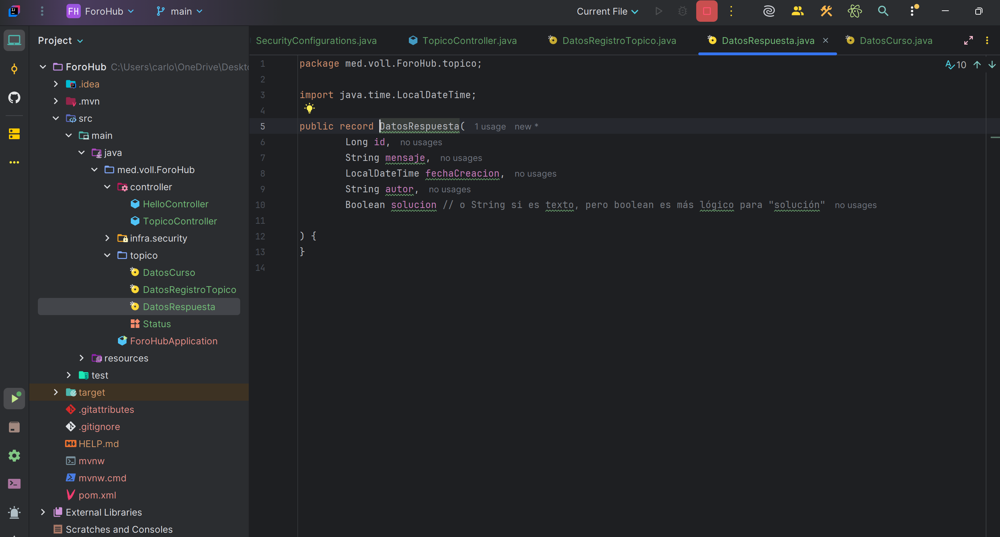 FH ForoHub main Current File
Project
SecurityConfigurations.java TopicoController.java DatosRegistroTopico.java DatosRespuesta.java DatosCurso.java
ForoHub C:\Users\carlo\OneDrive\Deskto
.idea
.mvn
src
main
java
med.voll.ForoHub
controller
HelloController
TopicoController
infra.security
topico
DatosCurso
DatosRegistroTopico
DatosRespuesta
Status
ForoHubApplication
resources
test
target
.gitattributes
.gitignore
HELP.md
mvnw
mvnw.cmd
pom.xml
External Libraries
Scratches and Consoles
10
1 package med.voll.ForoHub.topico;
2
3 import java.time.LocalDateTime;
4
5 public record DatosRespuesta( 1 usage new *
6 Long id, no usages
7 String mensaje, no usages
8 LocalDateTime fechaCreacion, no usages
9 String autor, no usages
10 Boolean solucion // o String si es texto, pero boolean es más lógico para "solución" no usages
11
12 ) {
13 }
14